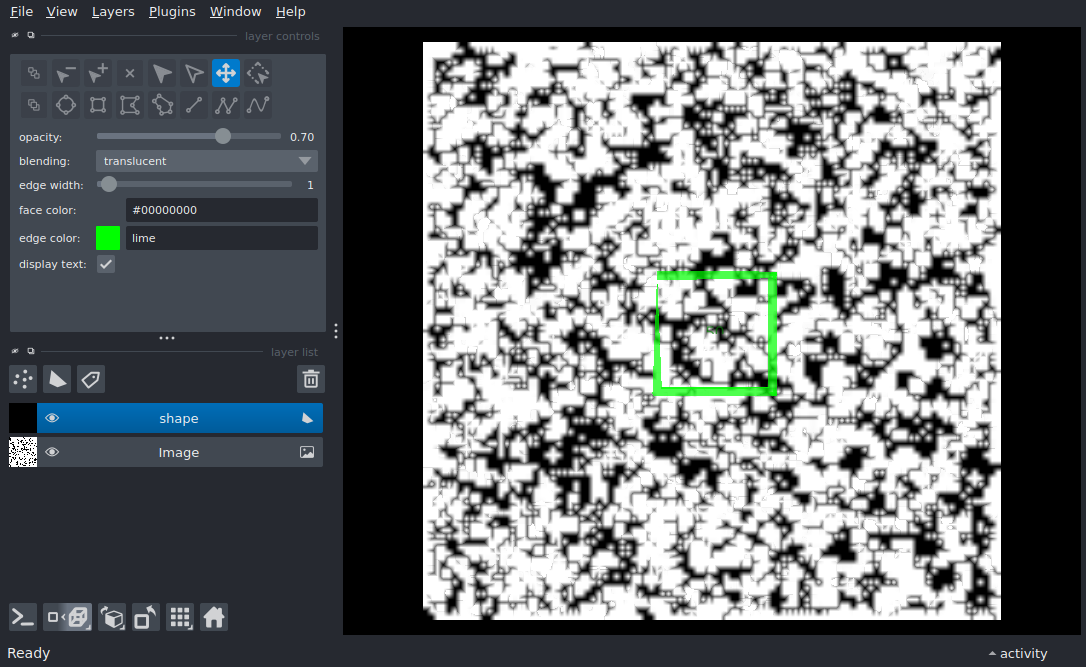 File View Layers Plugins Window Help
layer controls
opacity: 0.70
blending: translucent
edge width: 1
face color: #00000000
edge color: lime
display text:
layer list
shape
Image
Ready activity